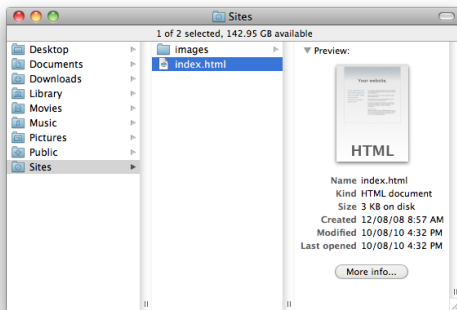 Sites
1 of 2 selected, 142.95 GB available
Desktop
Documents
Downloads
Library
Movies
Music
Pictures
Public
Sites
images
index.html
Preview:
Your website.
HTML
Name index.html
Kind HTML document
Size 3 KB on disk
Created 12/08/08 8:57 AM
Modified 10/08/10 4:32 PM
Last opened 10/08/10 4:32 PM
More info...